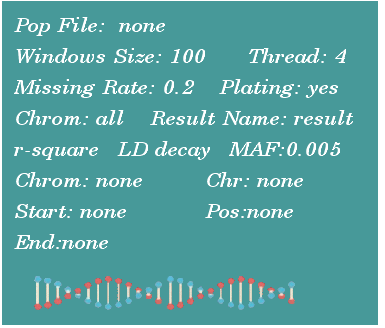 Pop File: none
Windows Size: 100 Thread: 4
Missing Rate: 0.2 Plating: yes
Chrom: all Result Name: result
r-square LD decay MAF:0.005
Chrom: none Chr: none
Start: none Pos:none
End:none